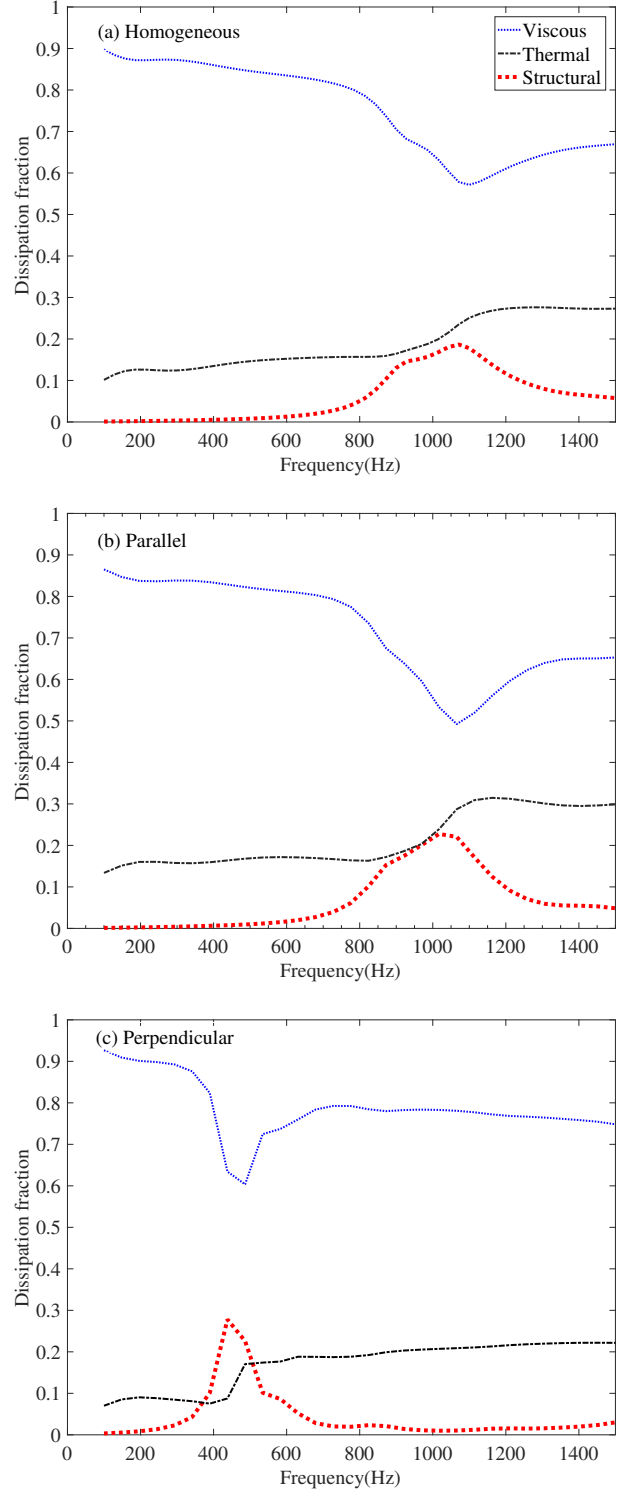 1
(a) Homogeneous
Viscous
Thermal
Structural
0.9
0.8
0.7
0.6
0.5
0.4
0.3
0.2
0.1
0
Dissipation fraction
0 200 400 600 800 1000 1200 1400
Frequency(Hz)
1
(b) Parallel
0.9
0.8
0.7
0.6
0.5
0.4
0.3
0.2
0.1
0
Dissipation fraction
0 200 400 600 800 1000 1200 1400
Frequency(Hz)
1
(c) Perpendicular
0.9
0.8
0.7
0.6
0.5
0.4
0.3
0.2
0.1
0
Dissipation fraction
0 200 400 600 800 1000 1200 1400
Frequency(Hz)